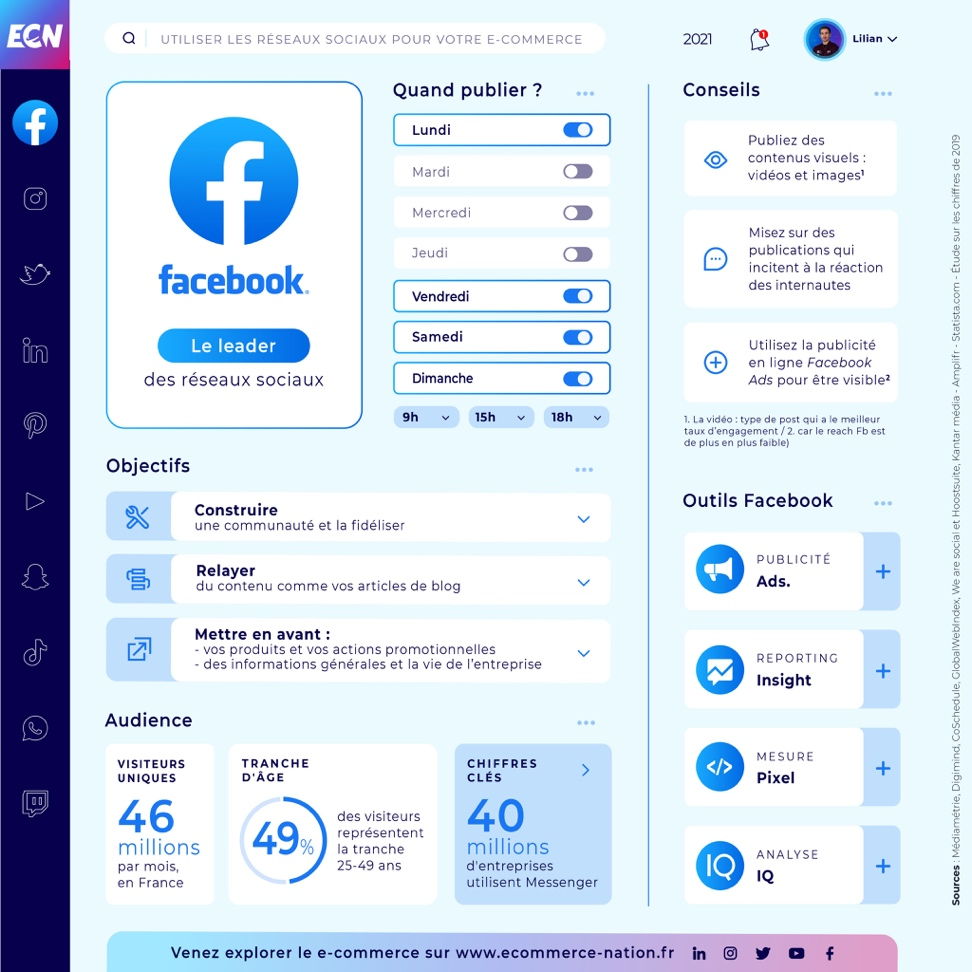 ECN
UTILISER LES RÉSEAUX SOCIAUX POUR VOTRE E-COMMERCE
2021
1
Lilian
facebook.
Le leader
des réseaux sociaux
Quand publier ?
Lundi
Mardi
Mercredi
Jeudi
Vendredi
Samedi
Dimanche
9h
15h
18h
Conseils
Publiez des
contenus visuels :
vidéos et images¹
Misez sur des
publications qui
incitent à la réaction
des internautes
Utilisez la publicité
en ligne Facebook
Ads pour être visible²
1. La vidéo : type de post qui a le meilleur
taux d'engagement / 2. car le reach Fb est
de plus en plus faible)
Objectifs
Construire
une communauté et la fidéliser
Relayer
du contenu comme vos articles de blog
Mettre en avant :
- vos produits et vos actions promotionnelles
- des informations générales et la vie de l'entreprise
Outils Facebook
PUBLICITÉ
Ads.
REPORTING
Insight
MESURE
Pixel
IQ
ANALYSE
IQ
Audience
VISITEURS
UNIQUES
46
millions
par mois,
en France
TRANCHE
D'ÂGE
49%
des visiteurs
représentent
la tranche
25-49 ans
CHIFFRES
CLÉS
40
millions
d'entreprises
utilisent Messenger
Sources : Médiamétrie, Digimind, CoSchedule, GlobalWebIndex, We are social et Hoostsuite, Kantar média - Amplifr - Statista.com - Étude sur les chiffres de 2019
Venez explorer le e-commerce sur www.ecommerce-nation.fr